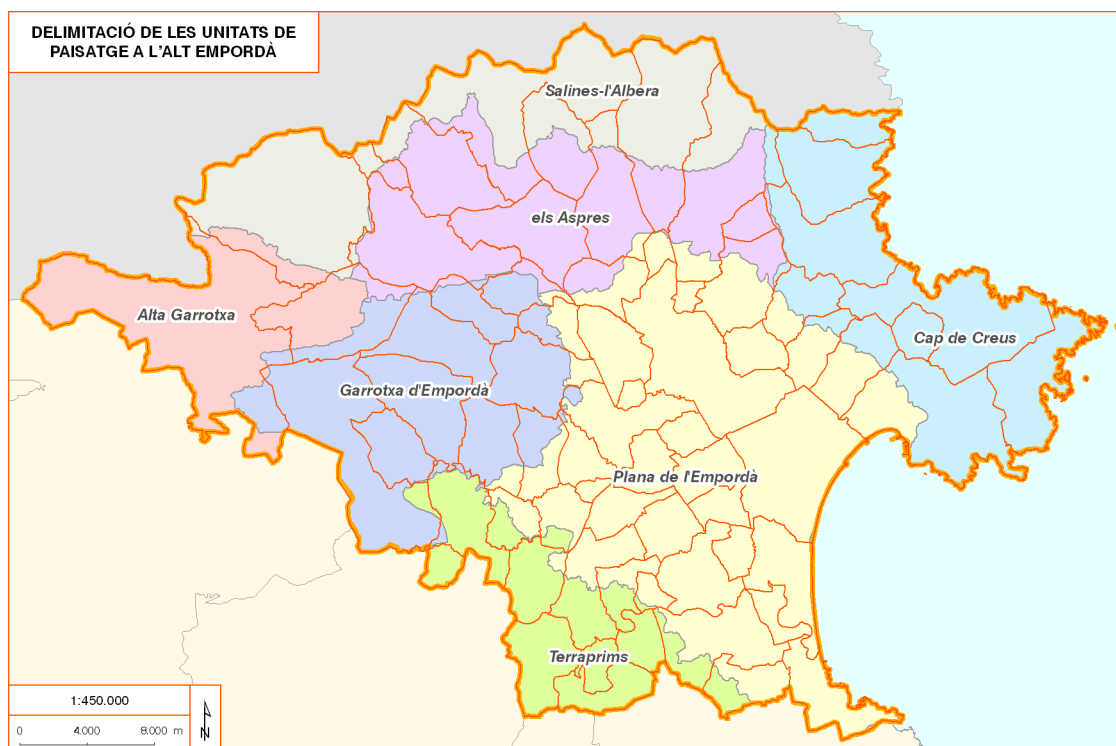 DELIMITACIÓ DE LES UNITATS DE
PAISATGE A L'ALT EMPORDÀ
Salines-l'Albera
els Aspres
Alta Garrotxa
Cap de Creus
Garrotxa d'Empordà
Plana de l'Empordà
Terraprims
1:450.000
0 4.000 8.000 m
N